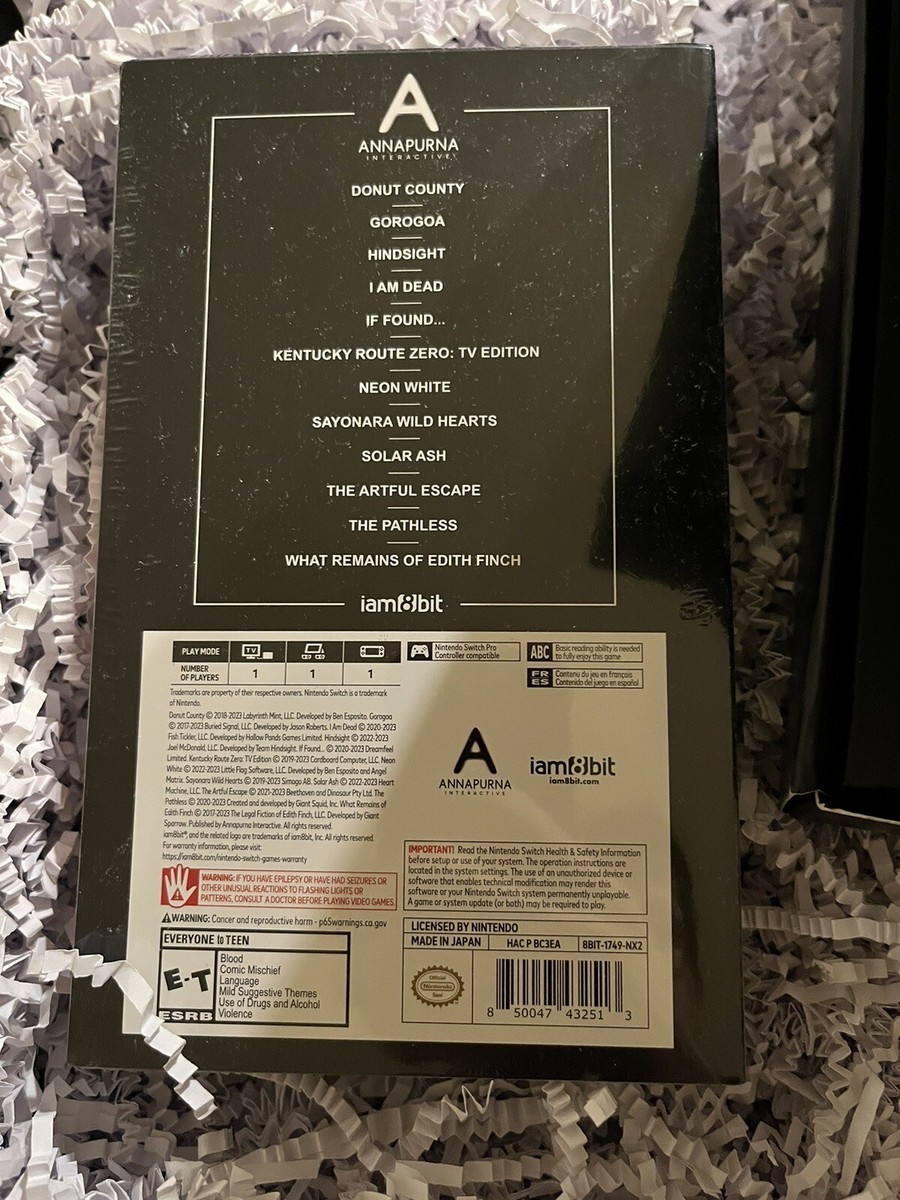 A
ANNAPURNA
INTERACTIVE
DONUT COUNTY
GOROGOA
HINDSIGHT
I AM DEAD
IF FOUND...
KENTUCKY ROUTE ZERO: TV EDITION
NEON WHITE
SAYONARA WILD HEARTS
SOLAR ASH
THE ARTFUL ESCAPE
THE PATHLESS
WHAT REMAINS OF EDITH FINCH
iam8bit
PLAY MODE
TV
NUMBER
OF PLAYERS
1 1 1
Nintendo Switch Pro
Controller compatible
ABC
Basic reading ability is needed
to fully enjoy this game
FR
ES
Contenu du jeu en français
Contenido del juego en español
Trademarks are property of their respective owners. Nintendo Switch is a trademark
of Nintendo.
Donut County © 2018-2023 Labyrinth Mint, LLC. Developed by Ben Esposito. Gorogoa
© 2017-2023 Buried Signal, LLC. Developed by Jason Roberts. I Am Dead © 2020-2023
Fish Tickler, LLC. Developed by Hollow Ponds Games Limited. Hindsight © 2022-2023
Joel McDonald, LLC. Developed by Team Hindsight. If Found... © 2020-2023 Dreamfeel
Limited. Kentucky Route Zero: TV Edition © 2019-2023 Cardboard Computer, LLC. Neon
White © 2022-2023 Little Flag Software, LLC. Developed by Ben Esposito and Angel
Matrix. Sayonara Wild Hearts © 2019-2023 Simogo AB. Solar Ash © 2022-2023 Heart
Machine, LLC. The Artful Escape © 2021-2023 Beethoven and Dinosaur Pty Ltd. The
Pathless © 2020-2023 Created and developed by Giant Squid, Inc. What Remains of
Edith Finch © 2017-2023 The Legal Fiction of Edith Finch, LLC. Developed by Giant
Sparrow. Published by Annapurna Interactive. All rights reserved.
iam8bit®, and the related logo are trademarks of iam8bit, Inc. All rights reserved.
For warranty information, please visit:
https://iam8bit.com/nintendo-switch-games-warranty
A
ANNAPURNA
INTERACTIVE
iam8bit
iam8bit.com
WARNING: IF YOU HAVE EPILEPSY OR HAVE HAD SEIZURES OR
OTHER UNUSUAL REACTIONS TO FLASHING LIGHTS OR
PATTERNS, CONSULT A DOCTOR BEFORE PLAYING VIDEO GAMES.
WARNING: Cancer and reproductive harm - p65warnings.ca.gov
IMPORTANT! Read the Nintendo Switch Health & Safety Information
before setup or use of your system. The operation instructions are
located in the system settings. The use of an unauthorized device or
software that enables technical modification may render this
software or your Nintendo Switch system permanently unplayable.
A game or system update (or both) may be required to play.
EVERYONE to TEEN
E-T
ESRB
Blood
Comic Mischief
Language
Mild Suggestive Themes
Use of Drugs and Alcohol
Violence
LICENSED BY NINTENDO
MADE IN JAPAN HAC P BC3EA 8BIT-1749-NX2
Official
Nintendo
Seal
8 50047 43251 3